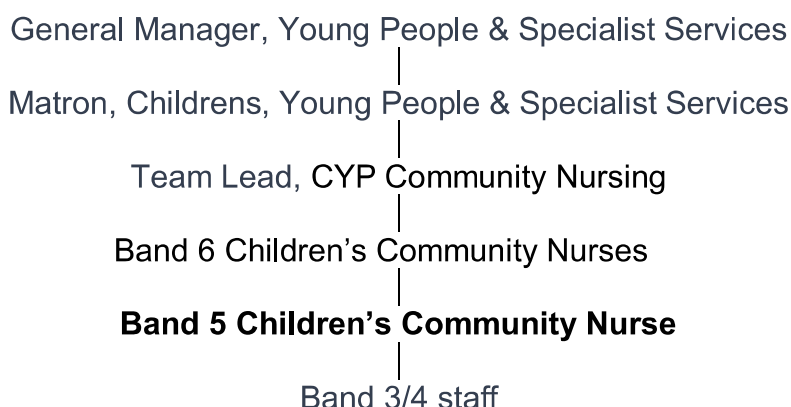 General Manager, Young People & Specialist Services
Matron, Childrens, Young People & Specialist Services
Team Lead, CYP Community Nursing
Band 6 Children’s Community Nurses
Band 5 Children’s Community Nurse
Band 3/4 staff